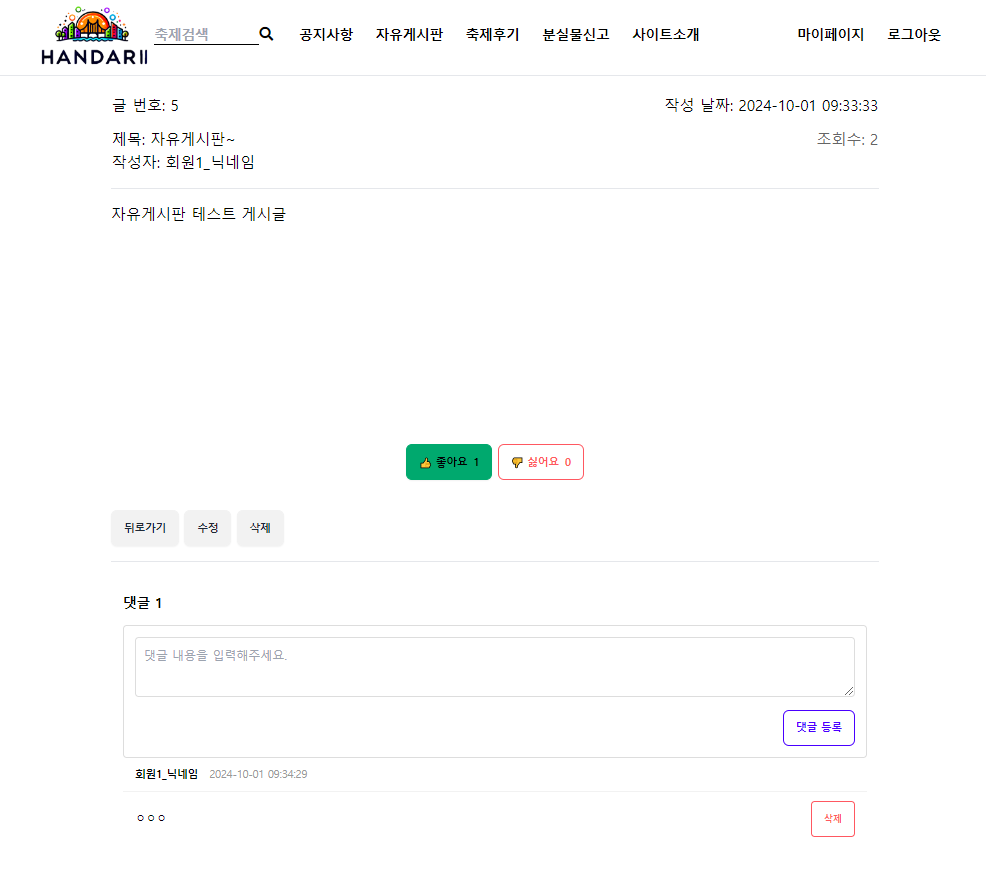 HANDARII
축제검색 공지사항 자유게시판 축제후기 분실물신고 사이트소개 마이페이지 로그아웃
글 번호: 5 작성 날짜: 2024-10-01 09:33:33
제목: 자유게시판~ 조회수: 2
작성자: 회원1_닉네임
자유게시판 테스트 게시글
👍 좋아요 1 👎 싫어요 0
뒤로가기 수정 삭제
댓글 1
댓글 내용을 입력해주세요.
댓글 등록
회원1_닉네임 2024-10-01 09:34:29
ㅇㅇㅇ 삭제